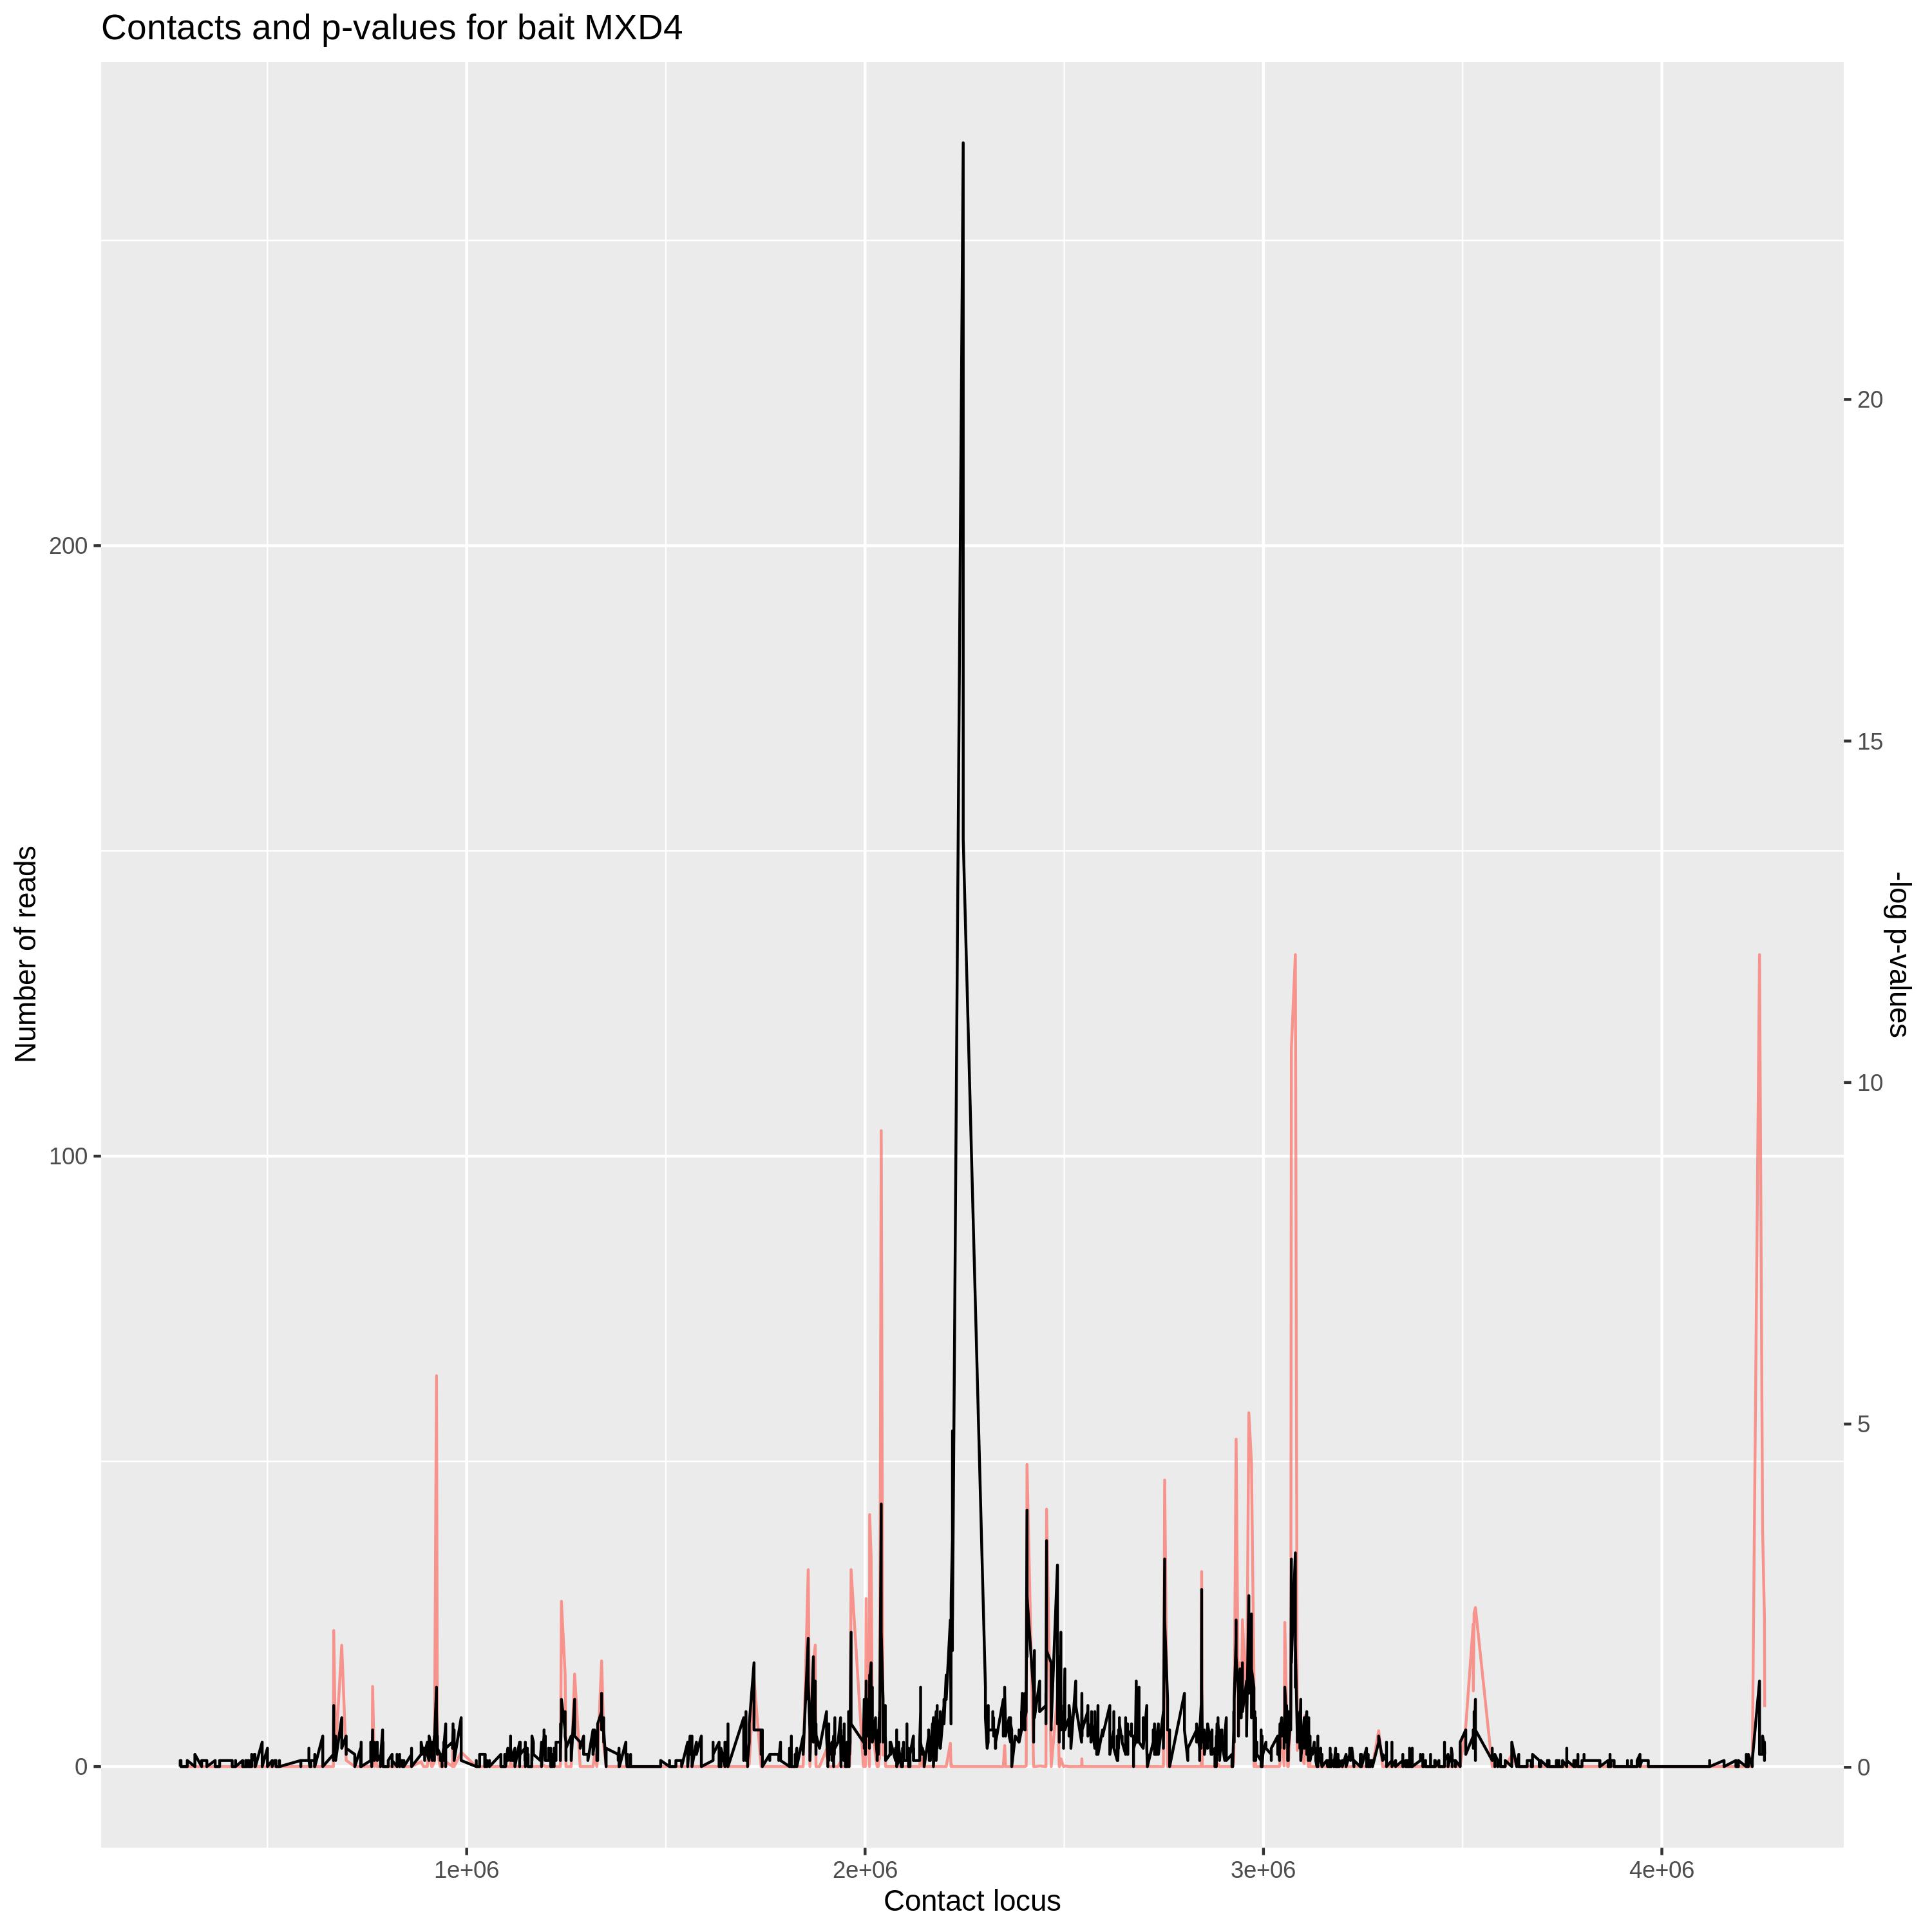 Contacts and p-values for bait MXD4
Number of reads
200
100
0
20
15
10
5
0
-log p-values
1e+06
2e+06
3e+06
4e+06
Contact locus